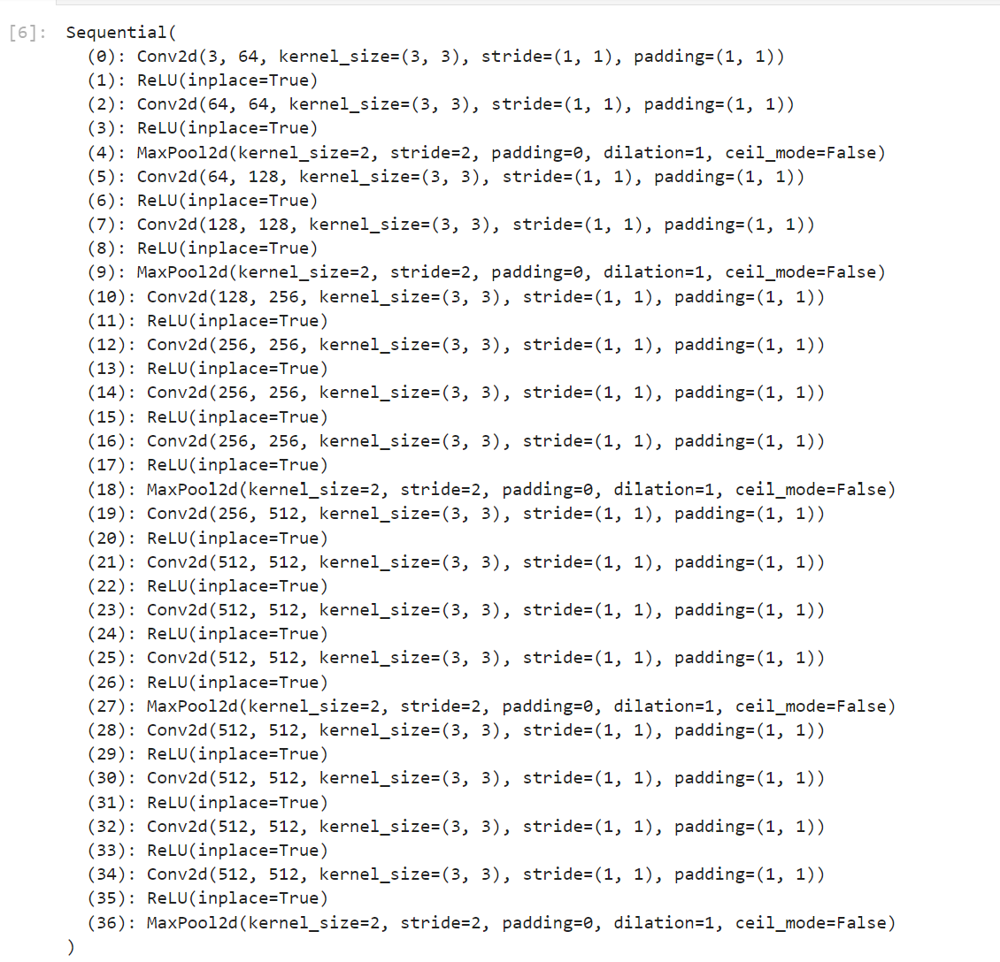 [6]: Sequential(
(0): Conv2d(3, 64, kernel_size=(3, 3), stride=(1, 1), padding=(1, 1))
(1): ReLU(inplace=True)
(2): Conv2d(64, 64, kernel_size=(3, 3), stride=(1, 1), padding=(1, 1))
(3): ReLU(inplace=True)
(4): MaxPool2d(kernel_size=2, stride=2, padding=0, dilation=1, ceil_mode=False)
(5): Conv2d(64, 128, kernel_size=(3, 3), stride=(1, 1), padding=(1, 1))
(6): ReLU(inplace=True)
(7): Conv2d(128, 128, kernel_size=(3, 3), stride=(1, 1), padding=(1, 1))
(8): ReLU(inplace=True)
(9): MaxPool2d(kernel_size=2, stride=2, padding=0, dilation=1, ceil_mode=False)
(10): Conv2d(128, 256, kernel_size=(3, 3), stride=(1, 1), padding=(1, 1))
(11): ReLU(inplace=True)
(12): Conv2d(256, 256, kernel_size=(3, 3), stride=(1, 1), padding=(1, 1))
(13): ReLU(inplace=True)
(14): Conv2d(256, 256, kernel_size=(3, 3), stride=(1, 1), padding=(1, 1))
(15): ReLU(inplace=True)
(16): Conv2d(256, 256, kernel_size=(3, 3), stride=(1, 1), padding=(1, 1))
(17): ReLU(inplace=True)
(18): MaxPool2d(kernel_size=2, stride=2, padding=0, dilation=1, ceil_mode=False)
(19): Conv2d(256, 512, kernel_size=(3, 3), stride=(1, 1), padding=(1, 1))
(20): ReLU(inplace=True)
(21): Conv2d(512, 512, kernel_size=(3, 3), stride=(1, 1), padding=(1, 1))
(22): ReLU(inplace=True)
(23): Conv2d(512, 512, kernel_size=(3, 3), stride=(1, 1), padding=(1, 1))
(24): ReLU(inplace=True)
(25): Conv2d(512, 512, kernel_size=(3, 3), stride=(1, 1), padding=(1, 1))
(26): ReLU(inplace=True)
(27): MaxPool2d(kernel_size=2, stride=2, padding=0, dilation=1, ceil_mode=False)
(28): Conv2d(512, 512, kernel_size=(3, 3), stride=(1, 1), padding=(1, 1))
(29): ReLU(inplace=True)
(30): Conv2d(512, 512, kernel_size=(3, 3), stride=(1, 1), padding=(1, 1))
(31): ReLU(inplace=True)
(32): Conv2d(512, 512, kernel_size=(3, 3), stride=(1, 1), padding=(1, 1))
(33): ReLU(inplace=True)
(34): Conv2d(512, 512, kernel_size=(3, 3), stride=(1, 1), padding=(1, 1))
(35): ReLU(inplace=True)
(36): MaxPool2d(kernel_size=2, stride=2, padding=0, dilation=1, ceil_mode=False)
)